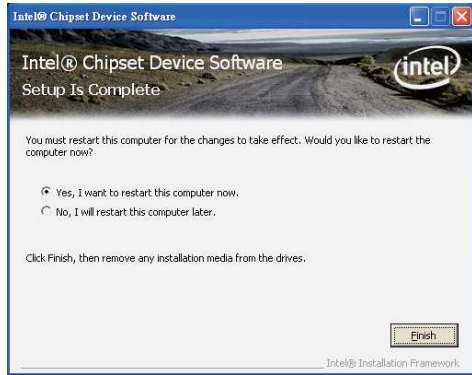 Intel® Chipset Device Software
Intel® Chipset Device Software
Setup Is Complete
intel
You must restart this computer for the changes to take effect. Would you like to restart the
computer now?
Yes, I want to restart this computer now.
No, I will restart this computer later.
Click Finish, then remove any installation media from the drives.
Finish
Intel® Installation Framework